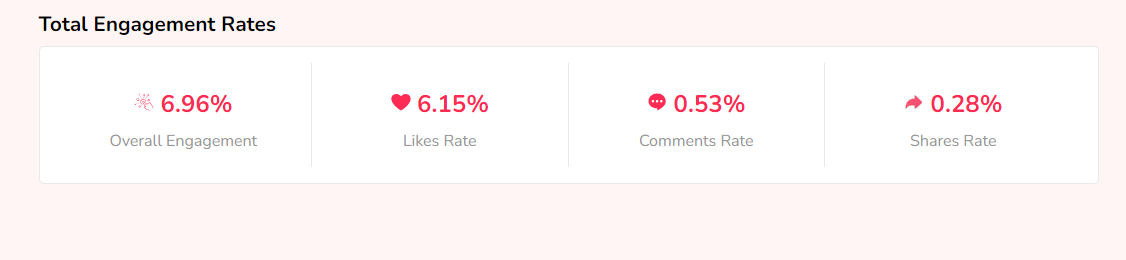 Total Engagement Rates
6.96% 6.15% 0.53% 0.28%
Overall Engagement Likes Rate Comments Rate Shares Rate